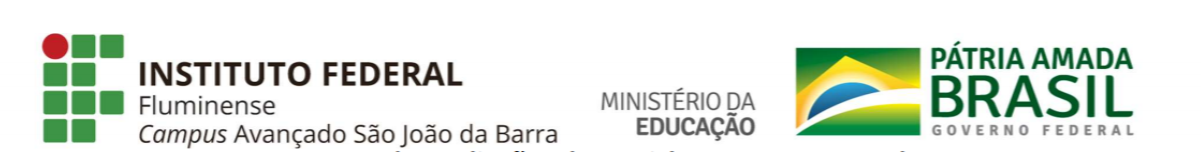 INSTITUTO FEDERAL
Fluminense
Campus Avançado São João da Barra
MINISTÉRIO DA
EDUCAÇÃO
PÁTRIA AMADA
BRASIL
GOVERNO FEDERAL